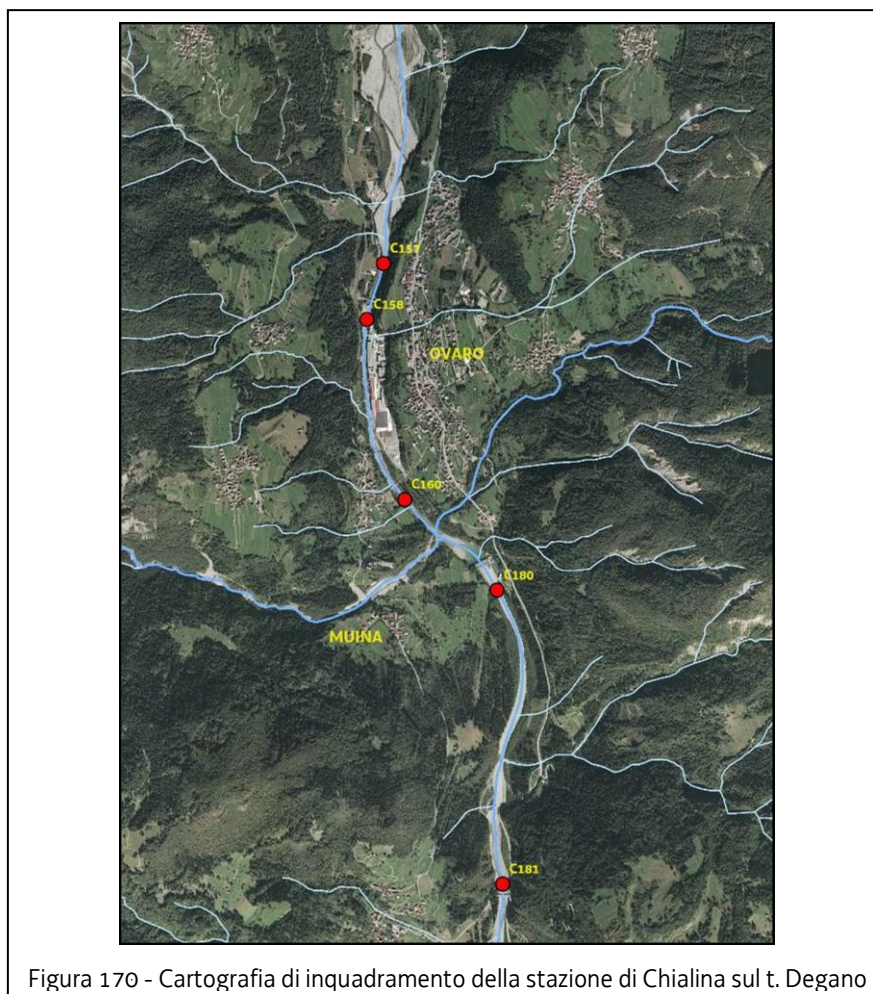 C157
C158
OVARO
C160
C180
MUINA
C181
Figura 170 - Cartografia di inquadramento della stazione di Chialina sul t. Degano